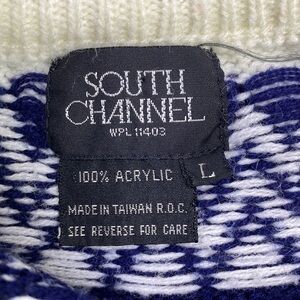 SOUTH
CHANNEL
WPL 11403
100% ACRYLIC
L
MADE IN TAIWAN R.O.C.
SEE REVERSE FOR CARE